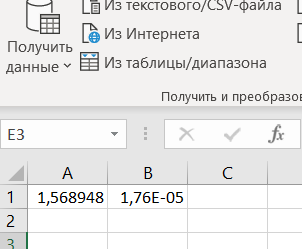 Получить
данные
Из текстового/CSV-файла
Из Интернета
Из таблицы/диапазона
Получить и преобразо
E3
fx
A B C
1 1,568948 1,76E-05
2
3